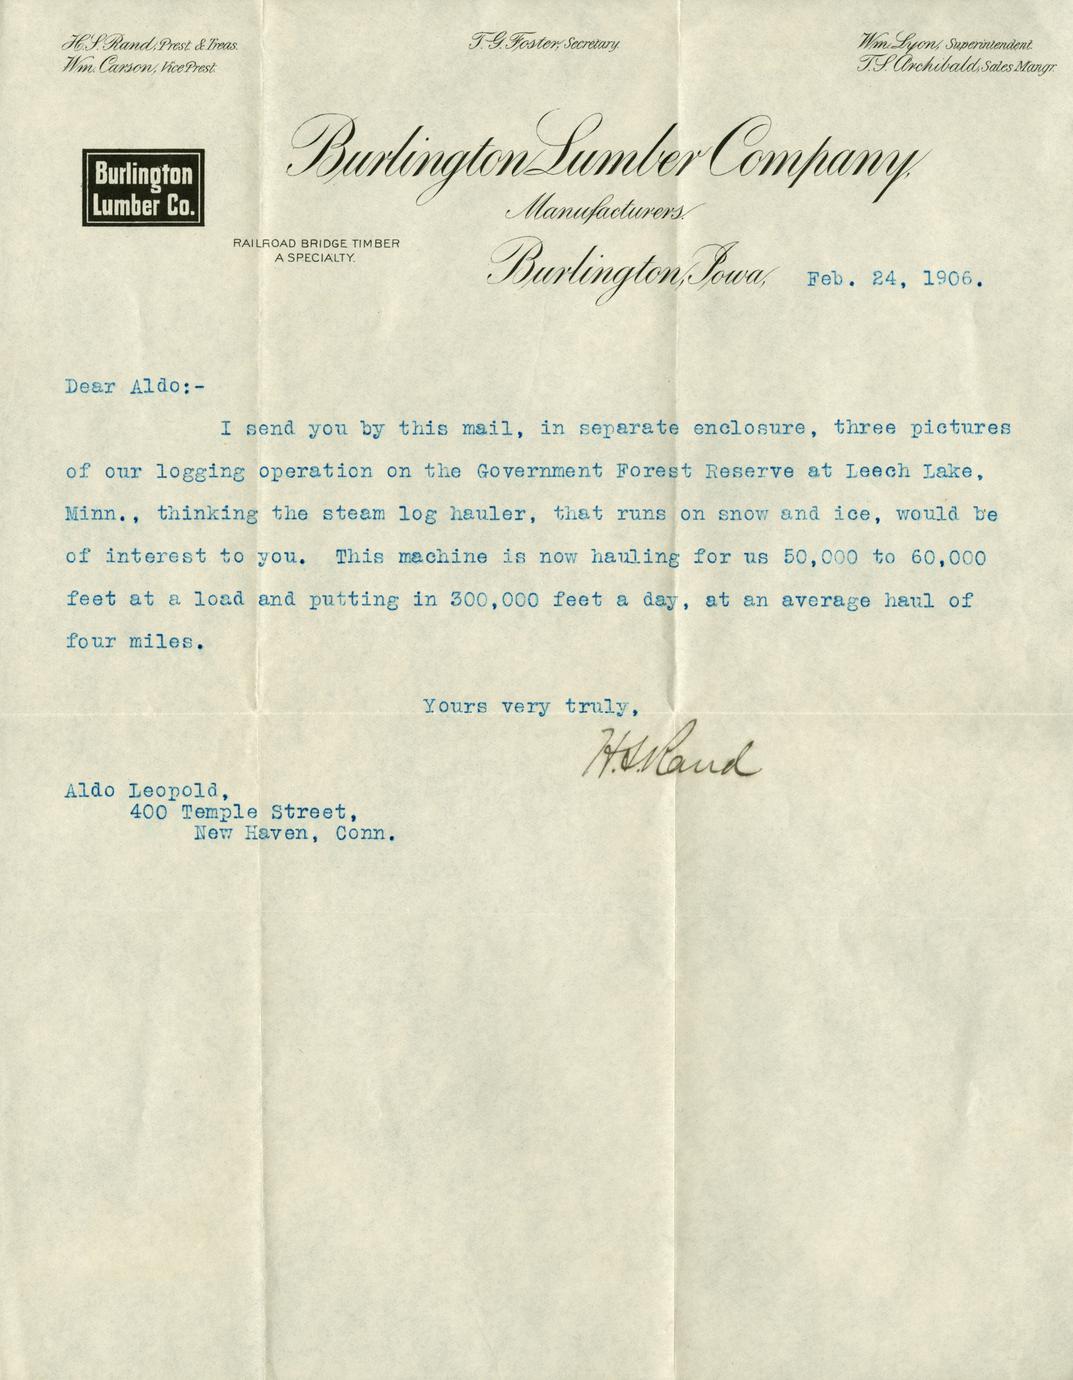 H.S. Rand, Prest. & Treas.
Wm. Carson, Vice Prest.
T.G. Foster, Secretary.
Wm. Lyon, Superintendent.
T.S. Archibald, Sales Mangr.
Burlington Lumber Company,
Manufacturers.
Burlington
Lumber Co.
RAILROAD BRIDGE TIMBER
A SPECIALTY.
Burlington, Iowa, Feb. 24, 1906.
Dear Aldo:-
I send you by this mail, in separate enclosure, three pictures
of our logging operation on the Government Forest Reserve at Leech Lake,
Minn., thinking the steam log hauler, that runs on snow and ice, would be
of interest to you. This machine is now hauling for us 50,000 to 60,000
feet at a load and putting in 300,000 feet a day, at an average haul of
four miles.
Yours very truly,
H.S. Rand
Aldo Leopold,
400 Temple Street,
New Haven, Conn.